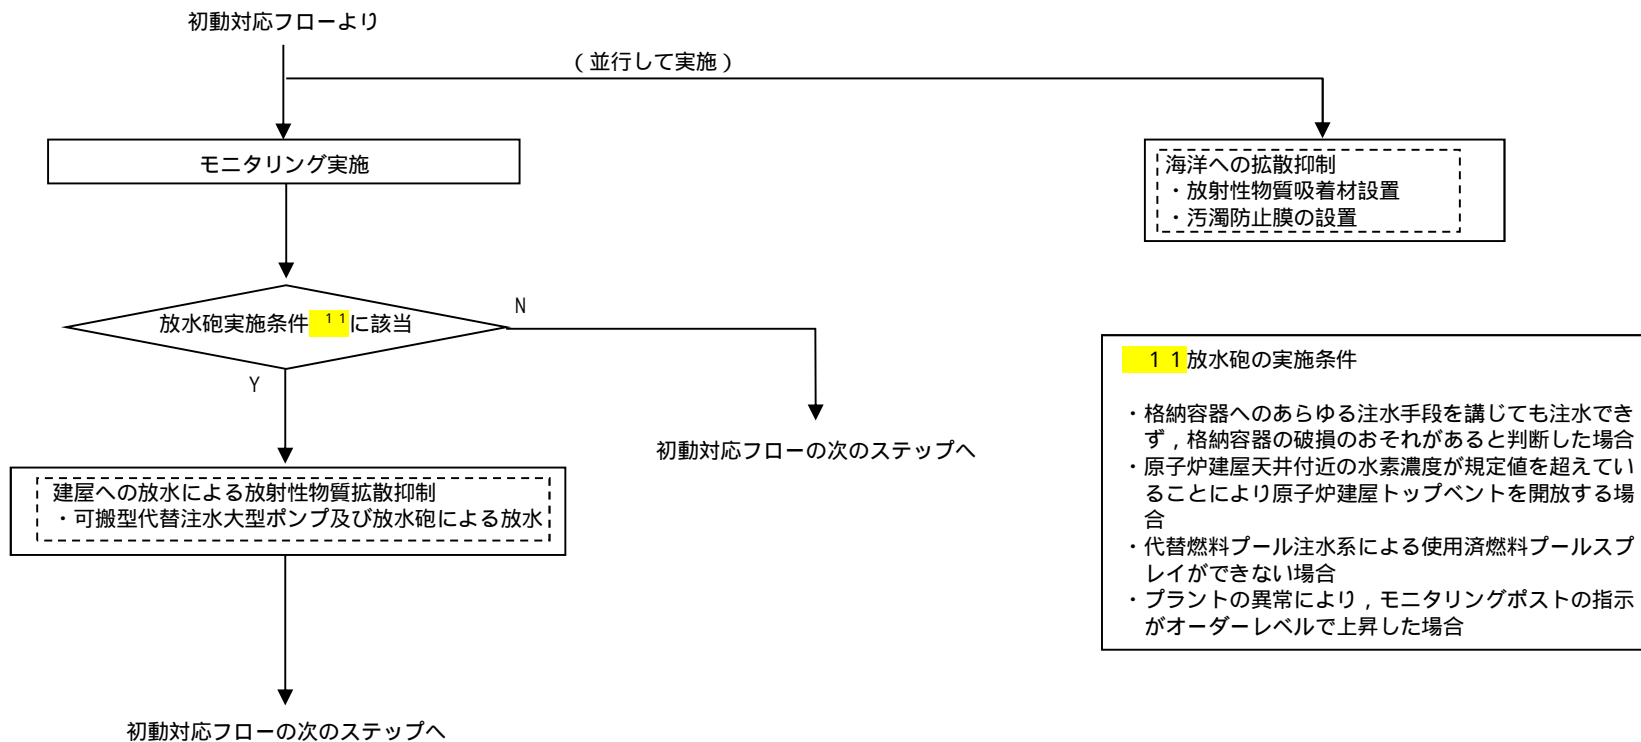 初動対応フローより
（並行して実施）
モニタリング実施
海洋への拡散抑制
・放射性物質吸着材設置
・汚濁防止膜の設置
放水砲実施条件 １１に該当
N
Y
初動対応フローの次のステップへ
建屋への放水による放射性物質拡散抑制
・可搬型代替注水大型ポンプ及び放水砲による放水
初動対応フローの次のステップへ
１１放水砲の実施条件
・格納容器へのあらゆる注水手段を講じても注水でき
ず，格納容器の破損のおそれがあると判断した場合
・原子炉建屋天井付近の水素濃度が規定値を超えてい
ることにより原子炉建屋トップベントを開放する場
合
・代替燃料プール注水系による使用済燃料プールスプ
レイができない場合
・プラントの異常により，モニタリングポストの指示
がオーダーレベルで上昇した場合